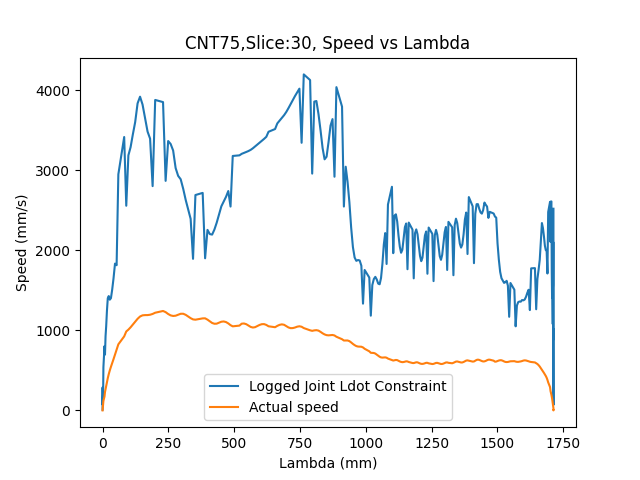 CNT75,Slice:30, Speed vs Lambda
4000
3000
2000
1000
0
Speed (mm/s)
Logged Joint Ldot Constraint
Actual speed
0 250 500 750 1000 1250 1500 1750
Lambda (mm)